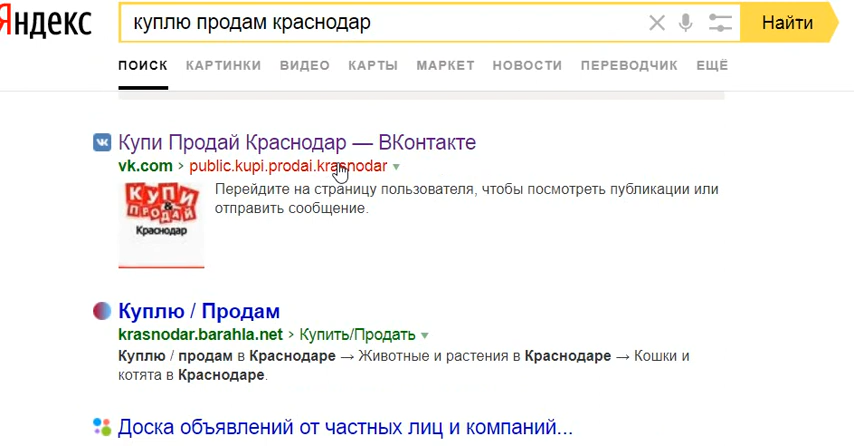 Яндекс
куплю продам краснодар
Найти
ПОИСК КАРТИНКИ ВИДЕО КАРТЫ МАРКЕТ НОВОСТИ ПЕРЕВОДЧИК ЕЩЁ
Купи Продай Краснодар — ВКонтакте
vk.com › public.kupi.prodai.krasnodar
Перейдите на страницу пользователя, чтобы посмотреть публикации или
отправить сообщение.
КУПИ
&
ПРОДАЙ
Краснодар
Куплю / Продам
krasnodar.barahla.net › Купить/Продать
Куплю / продам в Краснодаре → Животные и растения в Краснодаре → Кошки и
котята в Краснодаре.
Доска объявлений от частных лиц и компаний...